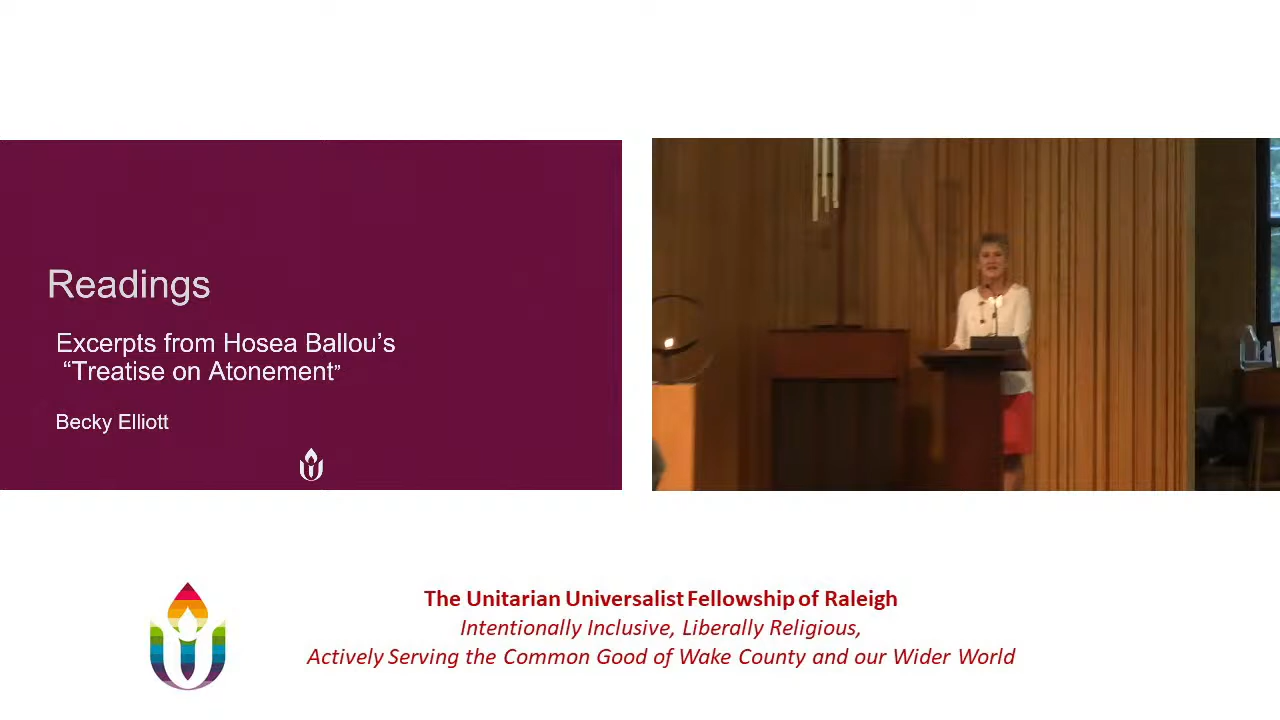 Readings
Excerpts from Hosea Ballou’s
“Treatise on Atonement”
Becky Elliott
The Unitarian Universalist Fellowship of Raleigh
Intentionally Inclusive, Liberally Religious,
Actively Serving the Common Good of Wake County and our Wider World